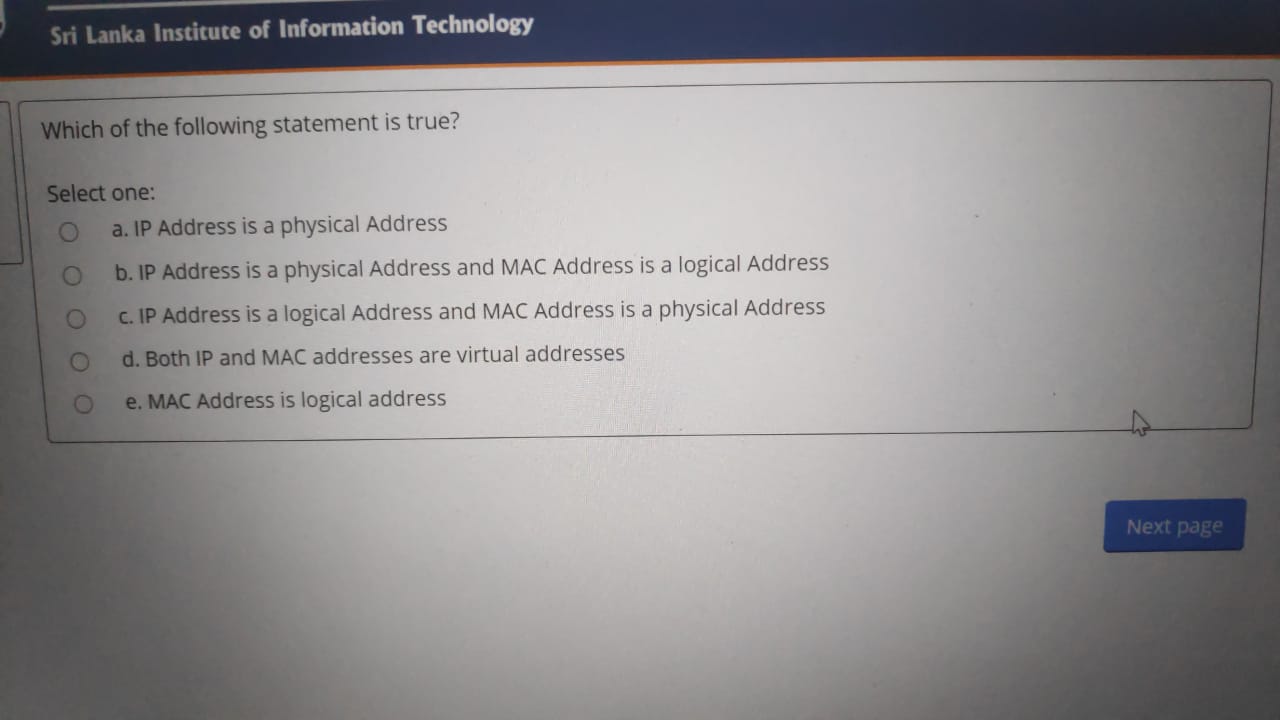 Sri Lanka Institute of Information Technology
Which of the following statement is true?
Select one:
a. IP Address is a physical Address
b. IP Address is a physical Address and MAC Address is a logical Address
c. IP Address is a logical Address and MAC Address is a physical Address
d. Both IP and MAC addresses are virtual addresses
e. MAC Address is logical address
Next page